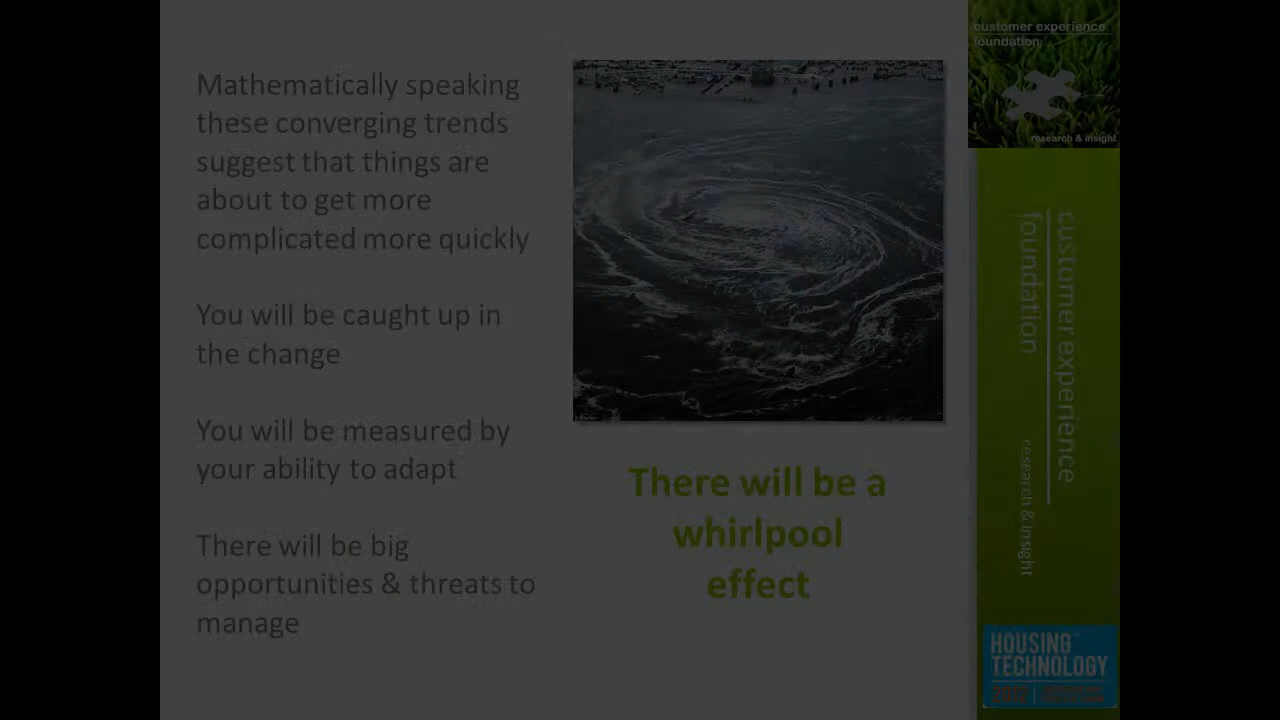 customer experience
foundation
research & insight
Mathematically speaking
these converging trends
suggest that things are
about to get more
complicated more quickly
You will be caught up in
the change
You will be measured by
your ability to adapt
There will be big
opportunities & threats to
manage
There will be a
whirlpool
effect
customer experience
foundation
research & insight
HOUSING
TECHNOLOGY
2012